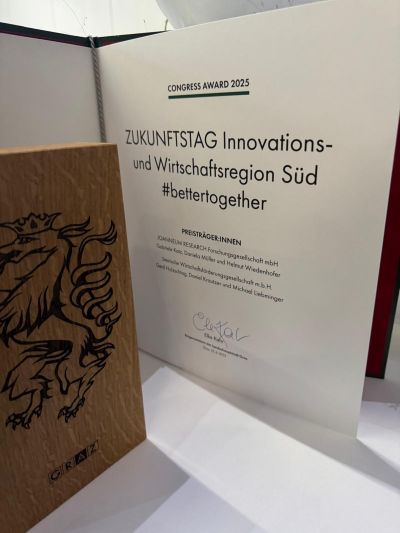 CONGRESS AWARD 2025
ZUKUNFTSTAG Innovations-
und Wirtschaftsregion Süd
#bettertogether
PREISTRÄGER:INNEN
JOANNEUM RESEARCH Forschungsgesellschaft mbH
Gabriele Katz, Daniela Müller und Helmut Wiedenhofer
Steirische Wirtschaftsförderungsgesellschaft m.b.H.
Gerd Holzschlag, Daniel Kreutzer und Michael Liebminger
Elke Kahr
GRAZ